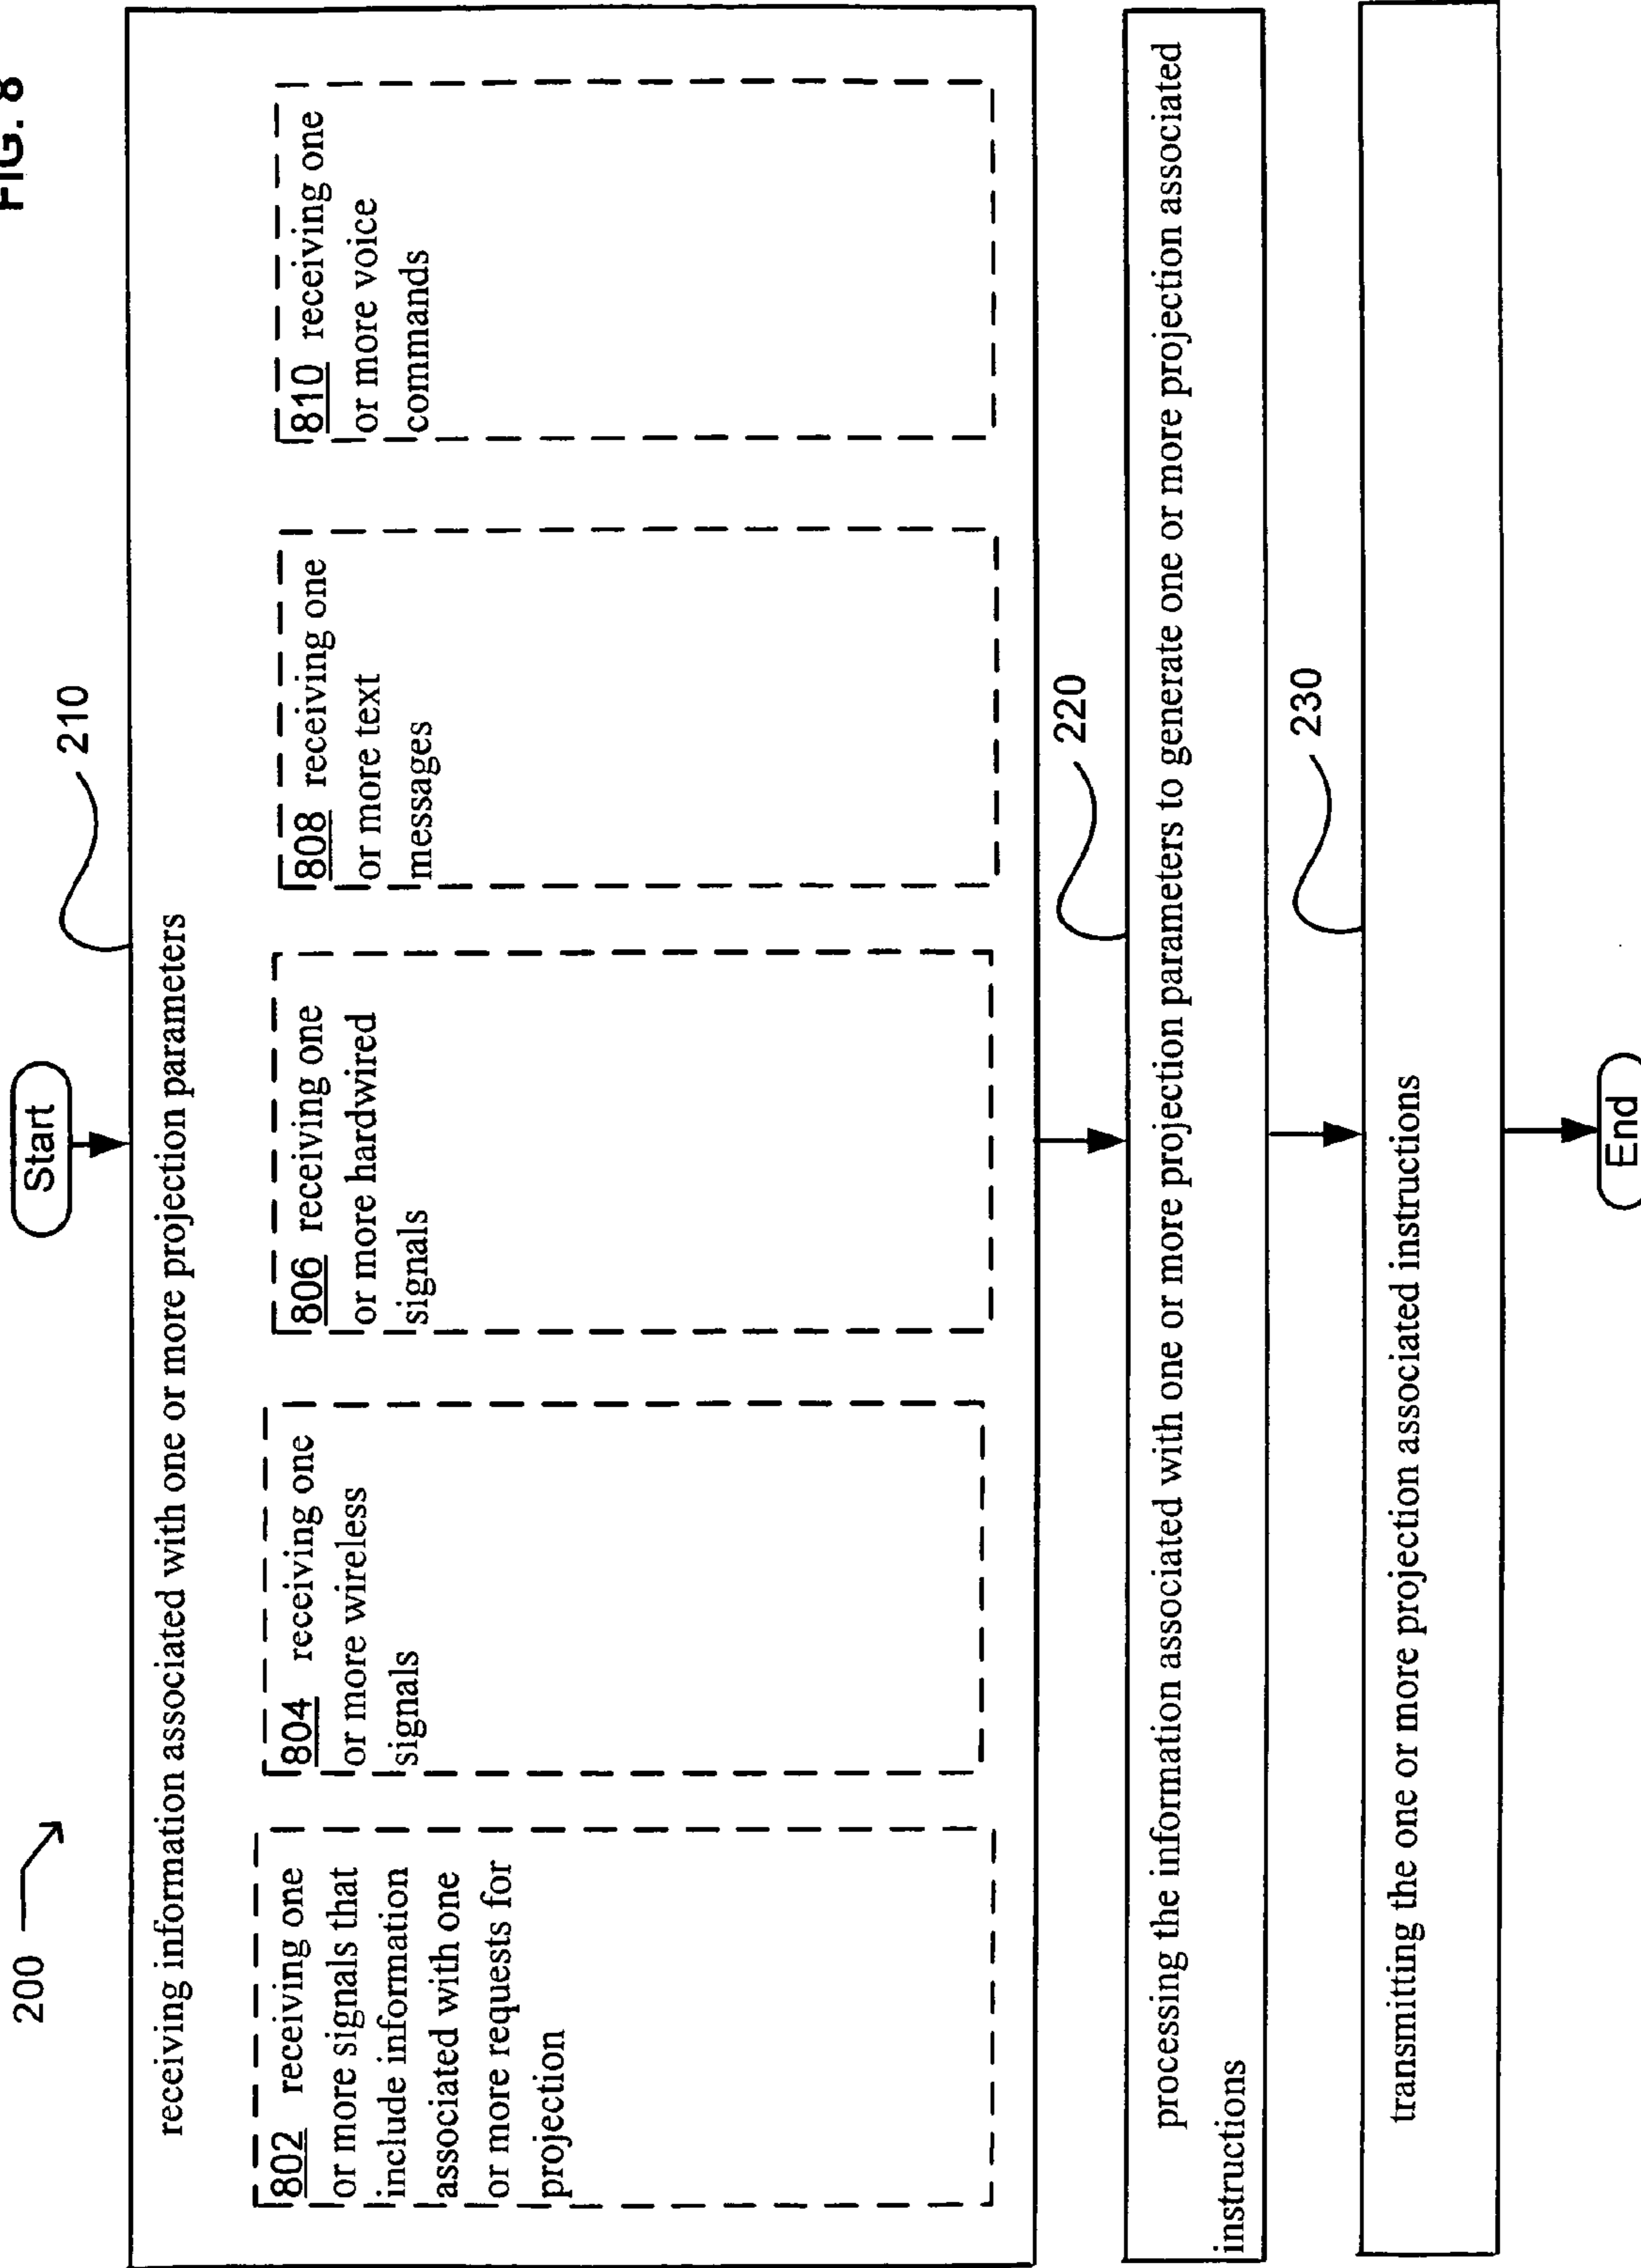 FIG. 8
200
Start
210
receiving information associated with one or more projection parameters
802 receiving one
or more signals that
include information
associated with one
or more requests for
projection
804 receiving one
or more wireless
signals
806 receiving one
or more hardwired
signals
808 receiving one
or more text
messages
810 receiving one
or more voice
commands
220
processing the information associated with one or more projection parameters to generate one or more projection associated
instructions
230
transmitting the one or more projection associated instructions
End